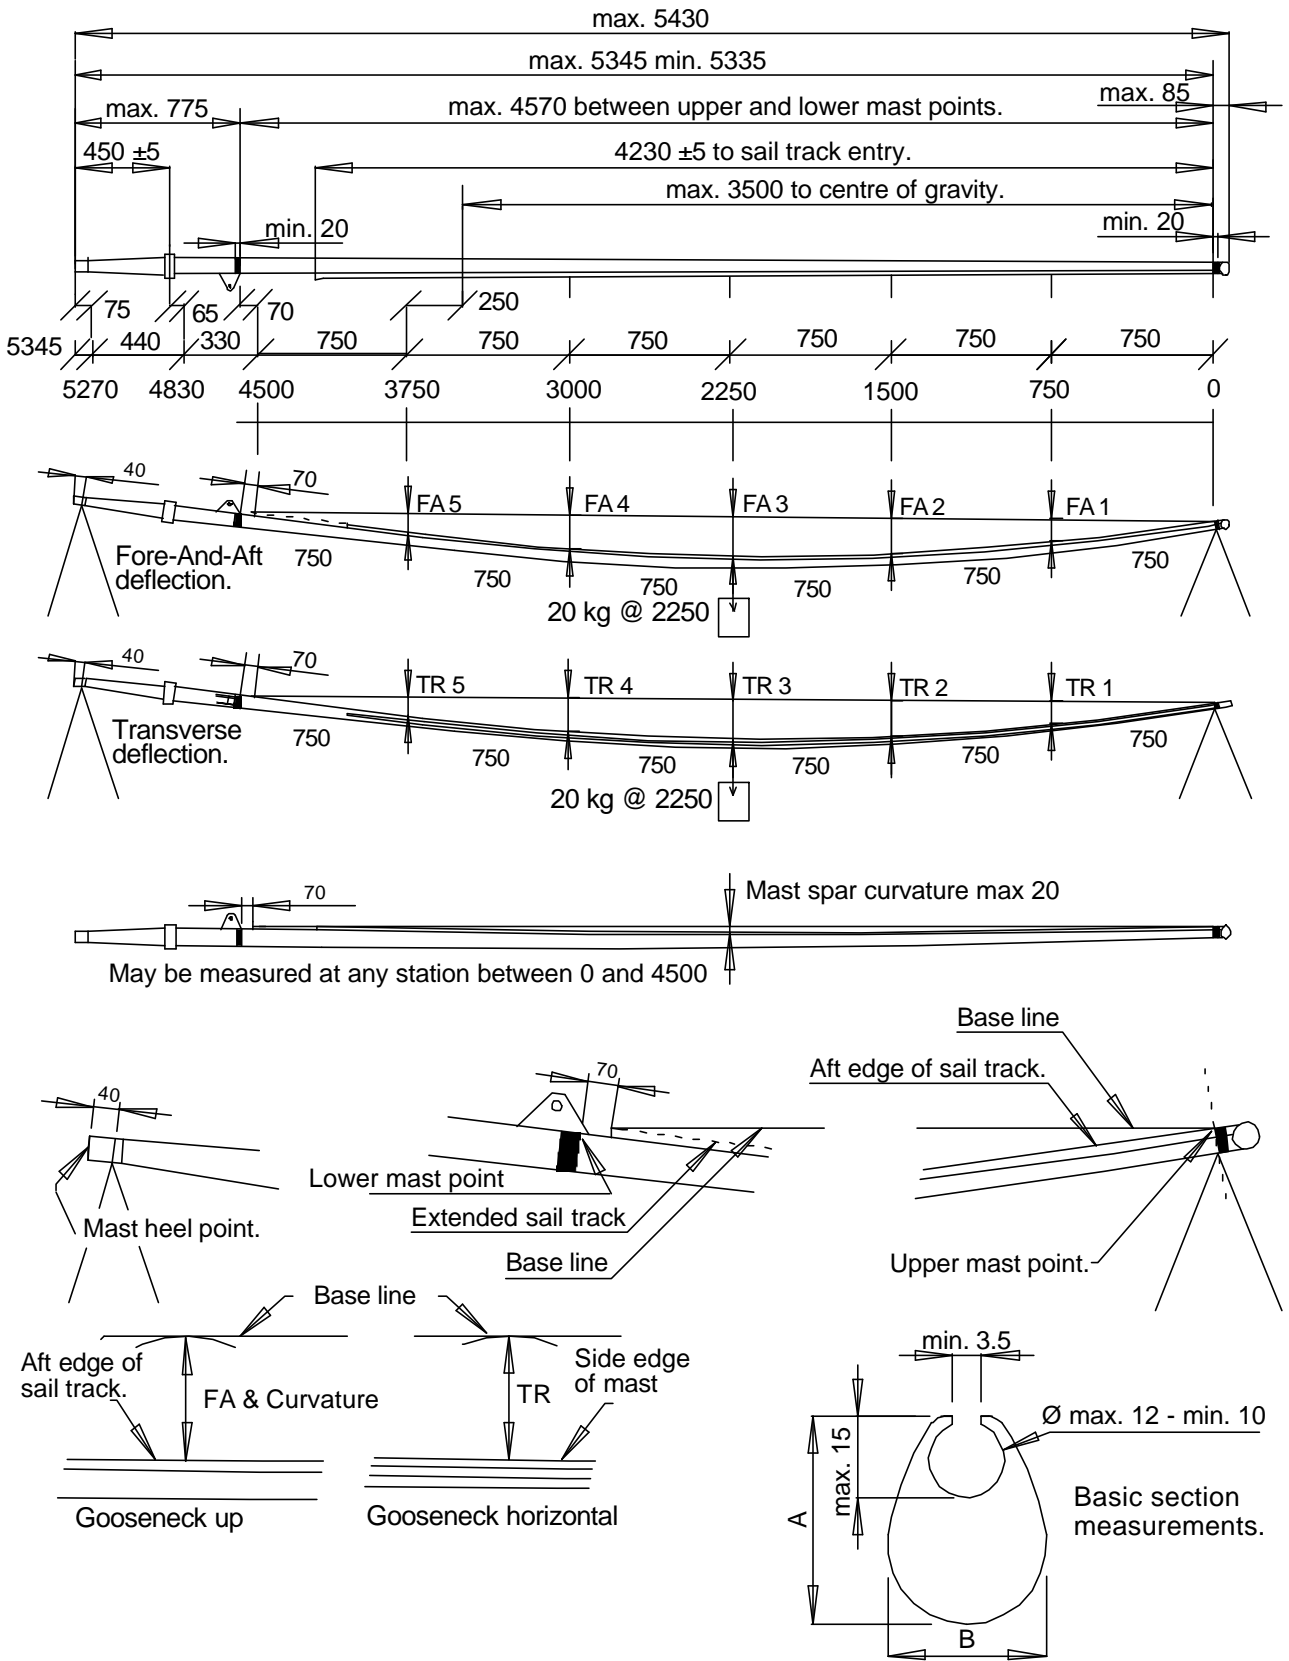 max. 5430
max. 5345 min. 5335
max. 85
max. 775
max. 4570 between upper and lower mast points.
450 ±5
4230 ±5 to sail track entry.
max. 3500 to centre of gravity.
min. 20
min. 20
75
65
70
250
5345
440
330
750
750
750
750
750
750
5270
4830
4500
3750
3000
2250
1500
750
0
40
70
FA 5
FA 4
FA 3
FA 2
FA 1
Fore-And-Aft
deflection.
750
750
750
750
750
750
20 kg @ 2250
40
70
TR 5
TR 4
TR 3
TR 2
TR 1
Transverse
deflection.
750
750
750
750
750
750
20 kg @ 2250
70
Mast spar curvature max 20
May be measured at any station between 0 and 4500
Base line
Aft edge of sail track.
40
70
Lower mast point
Mast heel point.
Extended sail track
Base line
Upper mast point.
Base line
Aft edge of
sail track.
FA & Curvature
TR
Side edge
of mast
Gooseneck up
Gooseneck horizontal
min. 3.5
Ø max. 12 - min. 10
max. 15
A
B
Basic section
measurements.